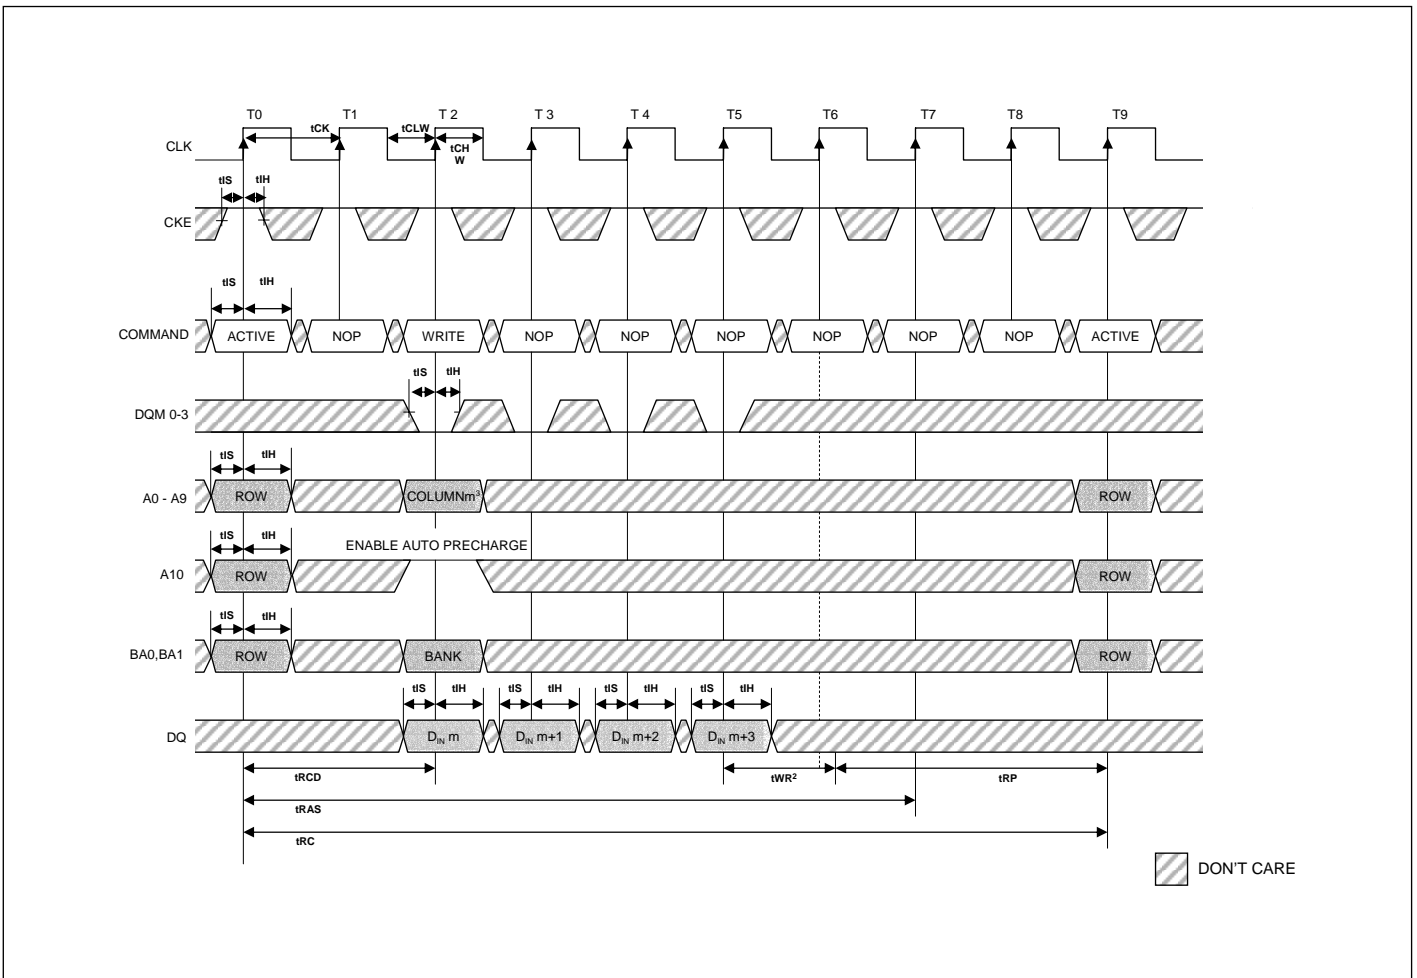 T0 T1 T 2 T 3 T 4 T5 T6 T7 T8 T9
tCK tCLW
CLK
tCH
W
tIS tIH
CKE
tIS tIH
COMMAND ACTIVE NOP WRITE NOP NOP NOP NOP NOP NOP ACTIVE
tIS tIH
DQM 0-3
tIS tIH
A0 - A9 ROW COLUMNm³ ROW
tIS tIH ENABLE AUTO PRECHARGE
A10 ROW ROW
tIS tIH
BA0,BA1 ROW BANK ROW
tIS tIH tIS tIH tIS tIH tIS tIH
DQ DIN m DIN m+1 DIN m+2 DIN m+3
tRCD tWR² tRP
tRAS
tRC
DON'T CARE